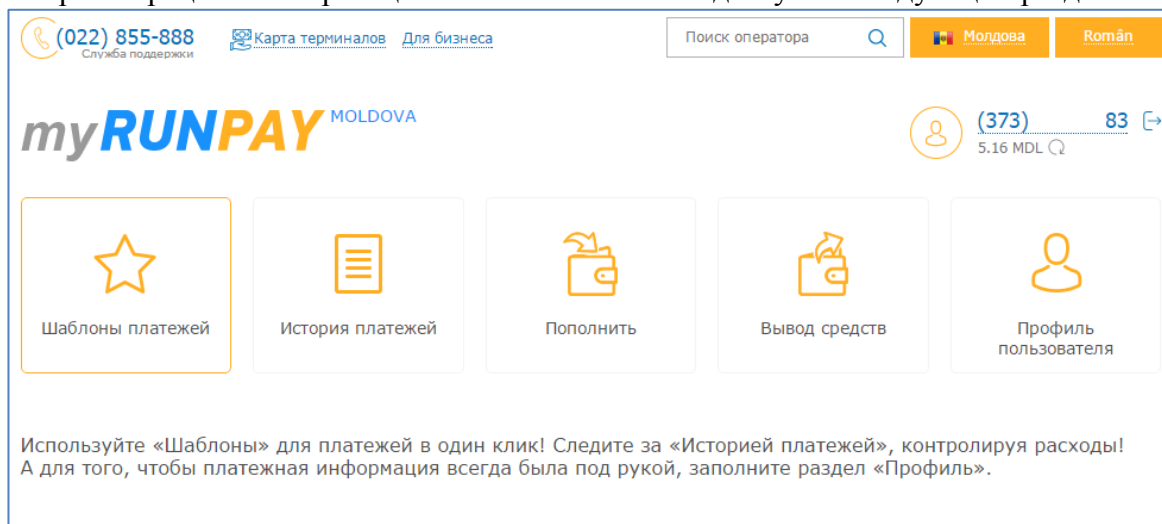 (022) 855-888
Служба поддержки
Карта терминалов
Для бизнеса
Поиск оператора
Молдова
Român
myRUNPAY MOLDOVA
(373) 83
5.16 MDL
Шаблоны платежей
История платежей
Пополнить
Вывод средств
Профиль
пользователя
Используйте «Шаблоны» для платежей в один клик! Следите за «Историей платежей», контролируя расходы!
А для того, чтобы платежная информация всегда была под рукой, заполните раздел «Профиль».